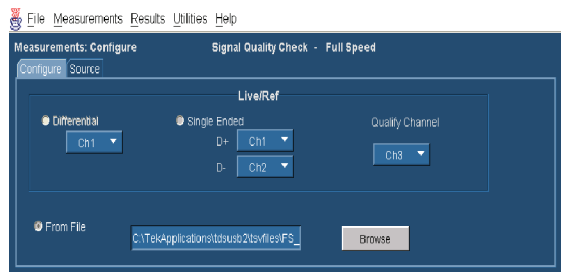 File Measurements Results Utilities Help
Measurements: Configure Signal Quality Check - Full Speed
Configure Source
Live/Ref
Differential Single Ended Qualify Channel
Ch1 D+ Ch1 Ch3
D- Ch2
From File C:\TekApplications\tdsusb2\tsvfiles\FS_ Browse